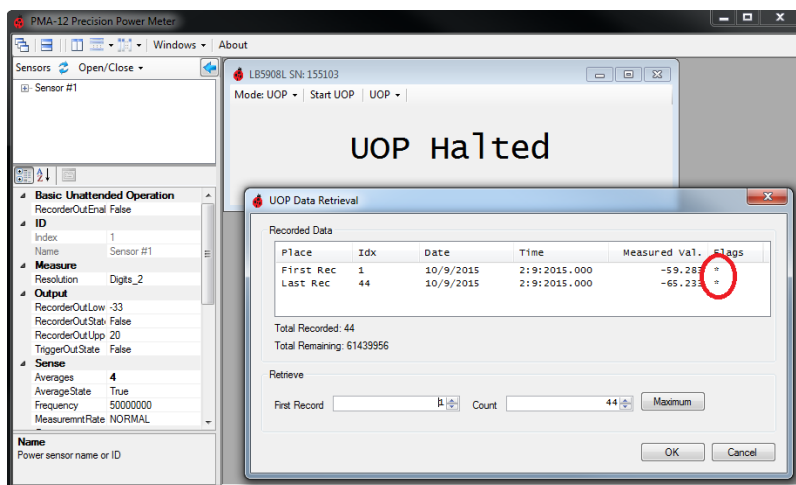 PMA-12 Precision Power Meter
Windows About
Sensors Open/Close
Sensor #1
LB5908L SN: 155103
Mode: UOP Start UOP UOP
UOP Halted
Basic Unattended Operation
RecorderOutEnal False
ID
Index 1
Name Sensor #1
Measure
Resolution Digits_2
Output
RecorderOutLow -33
RecorderOutStat False
RecorderOutUpp 20
TriggerOutState False
Sense
Averages 4
AverageState True
Frequency 50000000
MeasuremntRate NORMAL
Name
Power sensor name or ID
UOP Data Retrieval
Recorded Data
Place Idx Date Time Measured Val. Flags
First Rec 1 10/9/2015 2:9:2015.000 -59.283 *
Last Rec 44 10/9/2015 2:9:2015.000 -65.233 *
Total Recorded: 44
Total Remaining: 61439956
Retrieve
First Record 1 Count 44 Maximum
OK Cancel